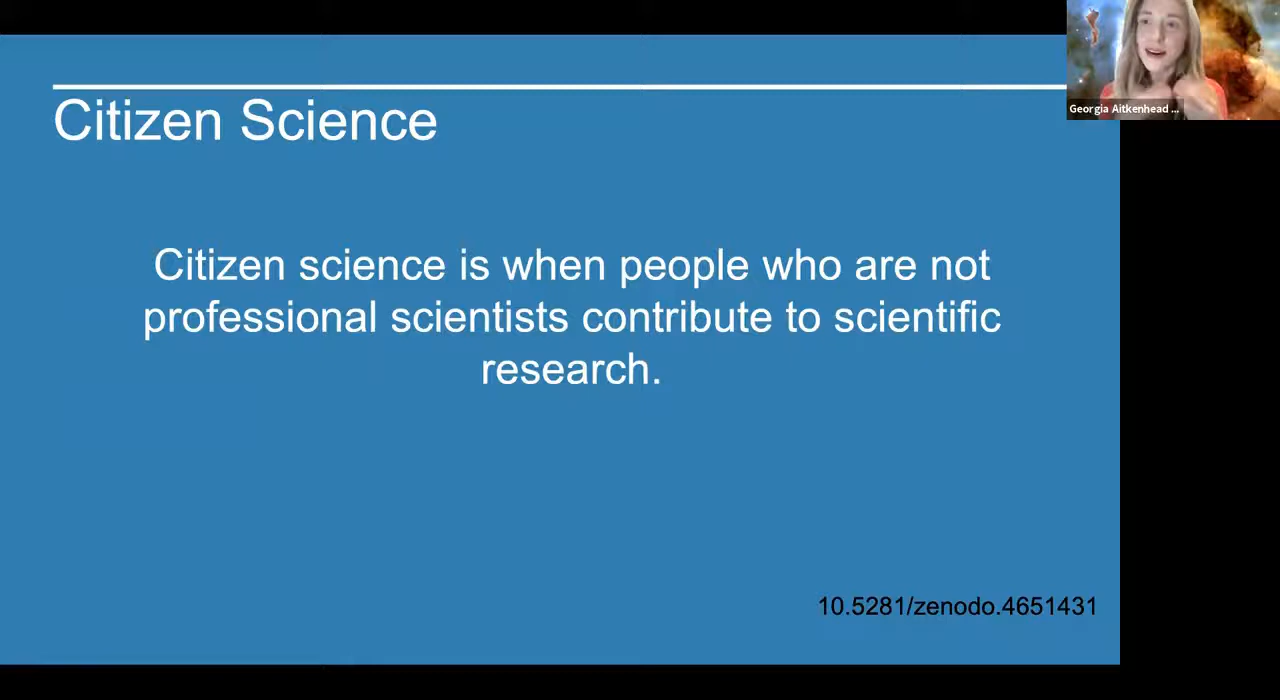 Citizen Science
Citizen science is when people who are not
professional scientists contribute to scientific
research.
10.5281/zenodo.4651431
Georgia Aitkenhead ...